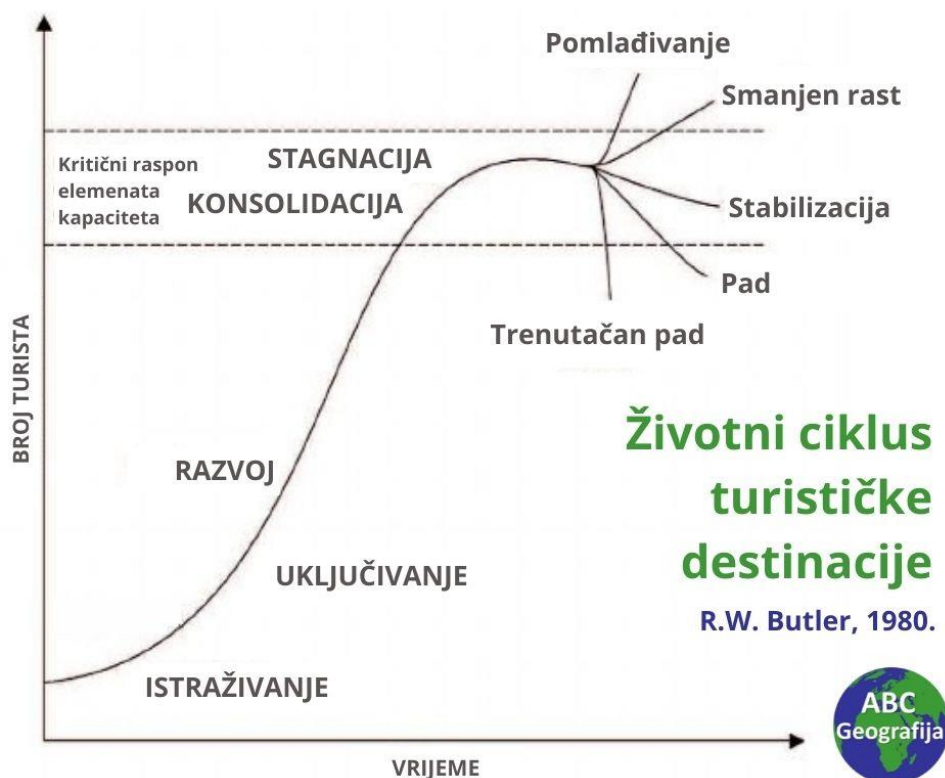 Pomlađivanje
Smanjen rast
STAGNACIJA
Kritični raspon
elemenata
kapaciteta
KONSOLIDACIJA
Stabilizacija
Pad
Trenutačan pad
BROJ TURISTA
RAZVOJ
Životni ciklus
turističke
destinacije
UKLJUČIVANJE
R.W. Butler, 1980.
ISTRAŽIVANJE
ABC
Geografija
VRIJEME